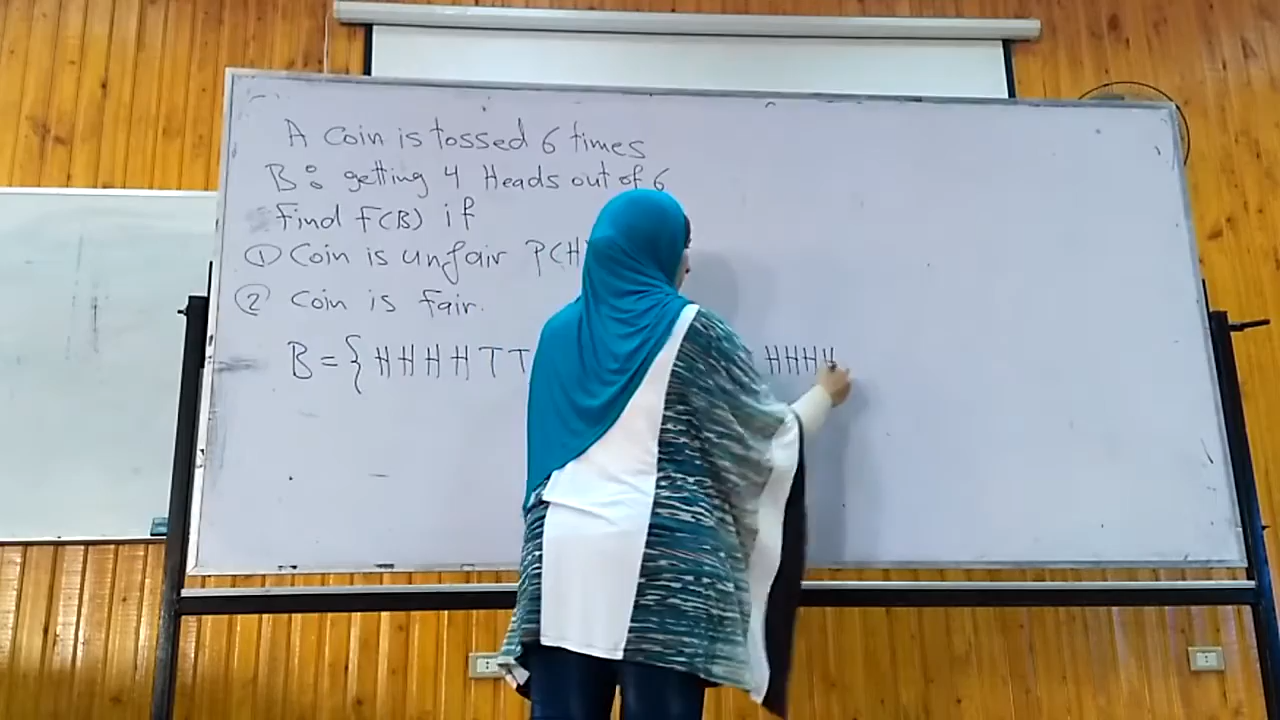 A Coin is tossed 6 times
B: getting 4 Heads out of 6
Find P(B) if
① Coin is unfair P(H)
② Coin is fair.
B = { H H H H T T HHHH